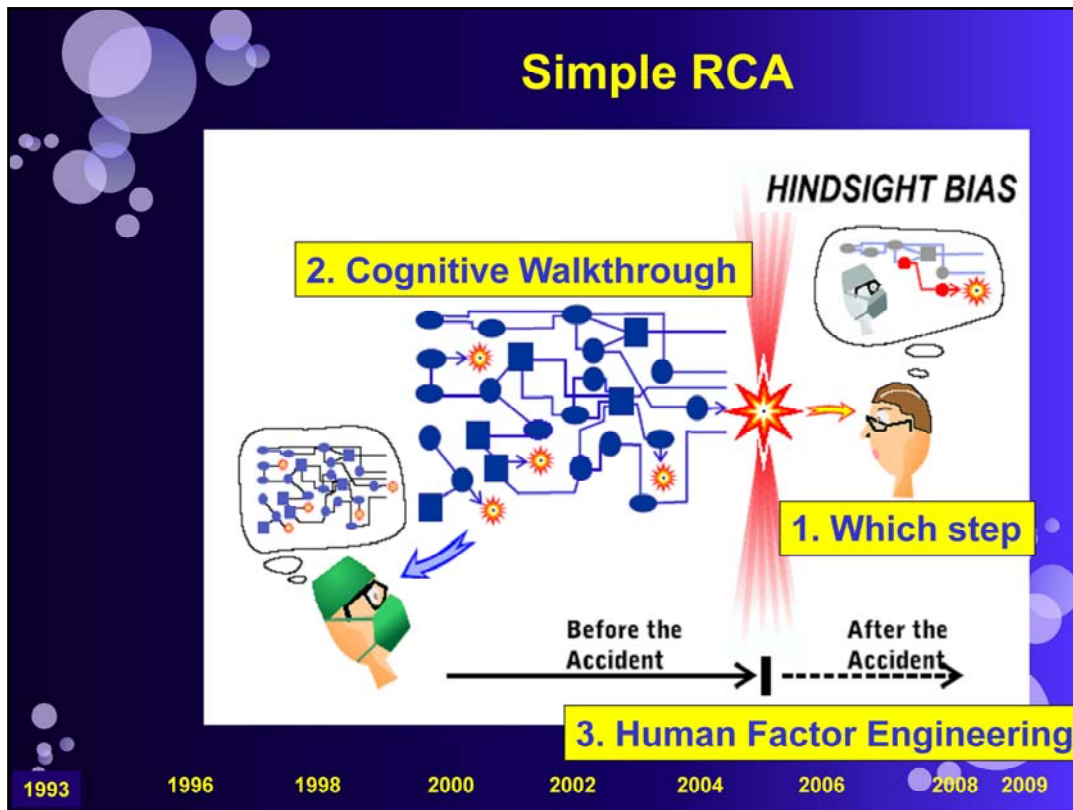 Simple RCA
HINDSIGHT BIAS
2. Cognitive Walkthrough
1. Which step
Before the
Accident
After the
Accident
3. Human Factor Engineering
1993 1996 1998 2000 2002 2004 2006 2008 2009